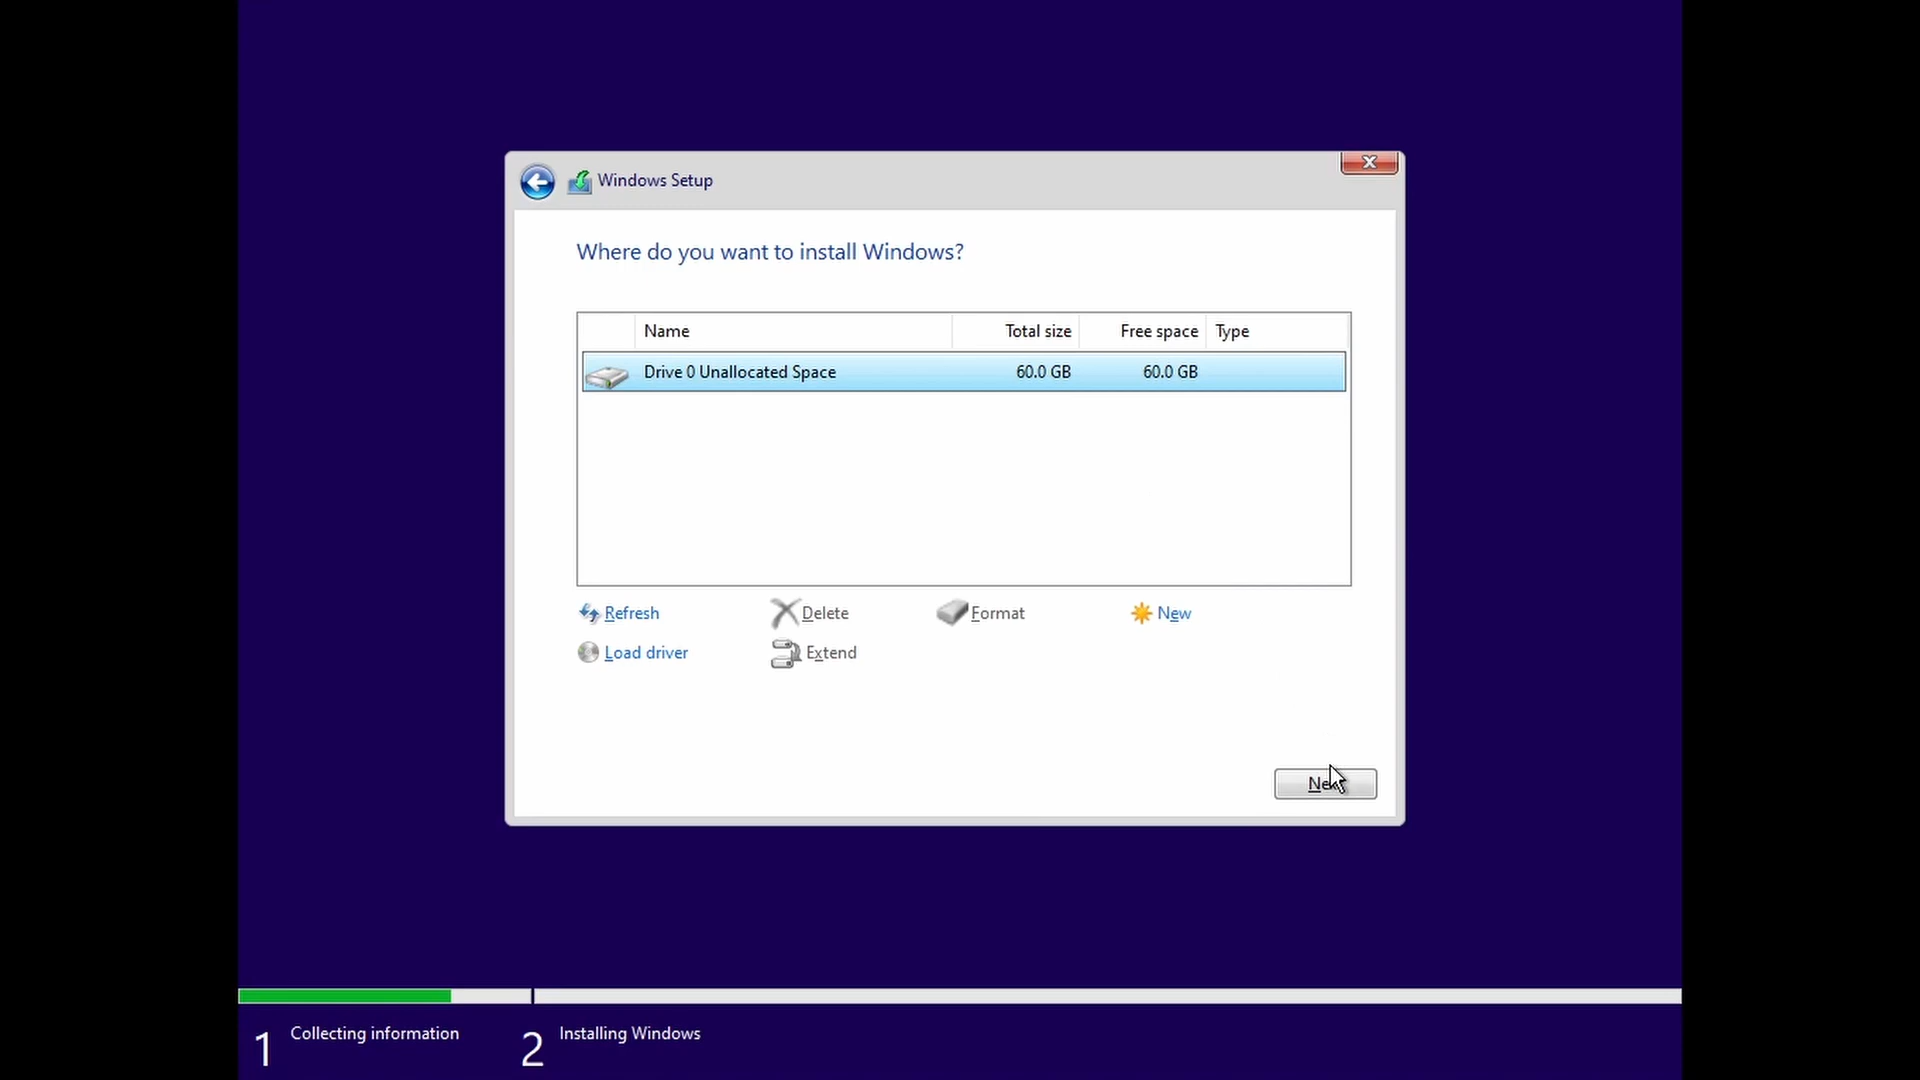 Windows Setup
Where do you want to install Windows?
Name Total size Free space Type
Drive 0 Unallocated Space 60.0 GB 60.0 GB
Refresh Delete Format New
Load driver Extend
1 Collecting information 2 Installing Windows